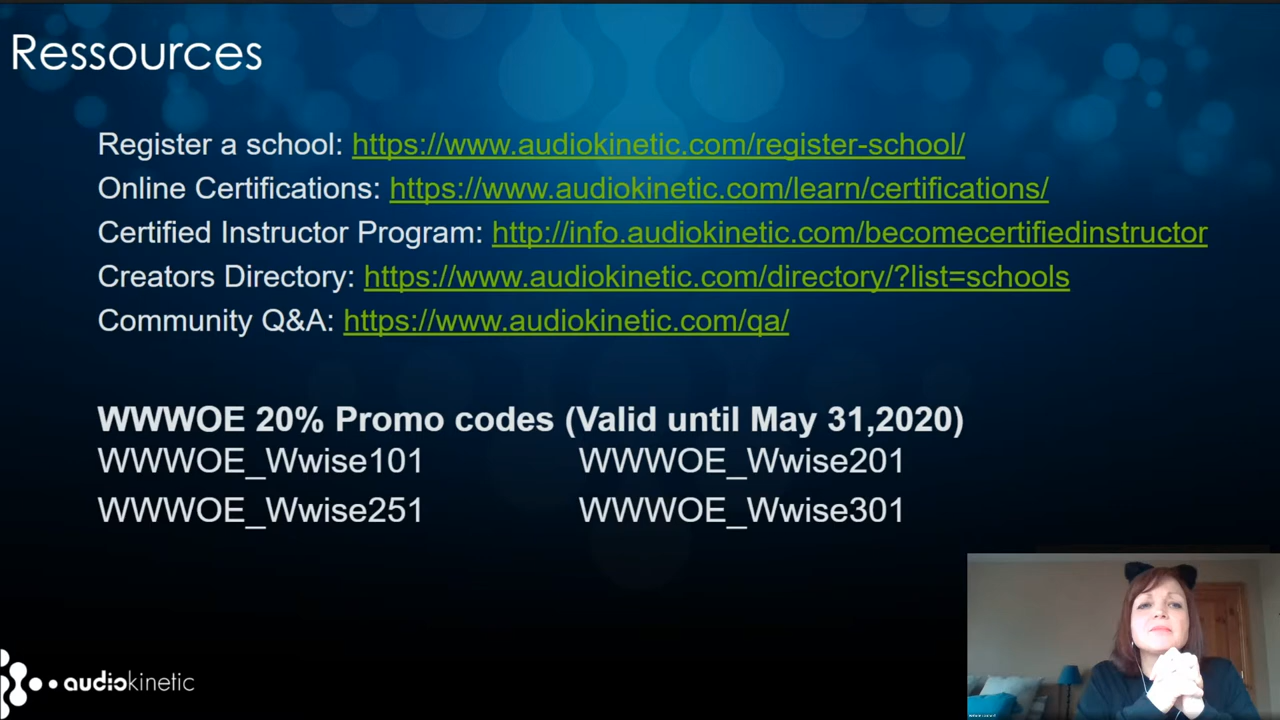 Ressources
Register a school: https://www.audiokinetic.com/register-school/
Online Certifications: https://www.audiokinetic.com/learn/certifications/
Certified Instructor Program: http://info.audiokinetic.com/becomecertifiedinstructor
Creators Directory: https://www.audiokinetic.com/directory/?list=schools
Community Q&A: https://www.audiokinetic.com/qa/
WWWOE 20% Promo codes (Valid until May 31,2020)
WWWOE_Wwise101 WWWOE_Wwise201
WWWOE_Wwise251 WWWOE_Wwise301
audiokinetic